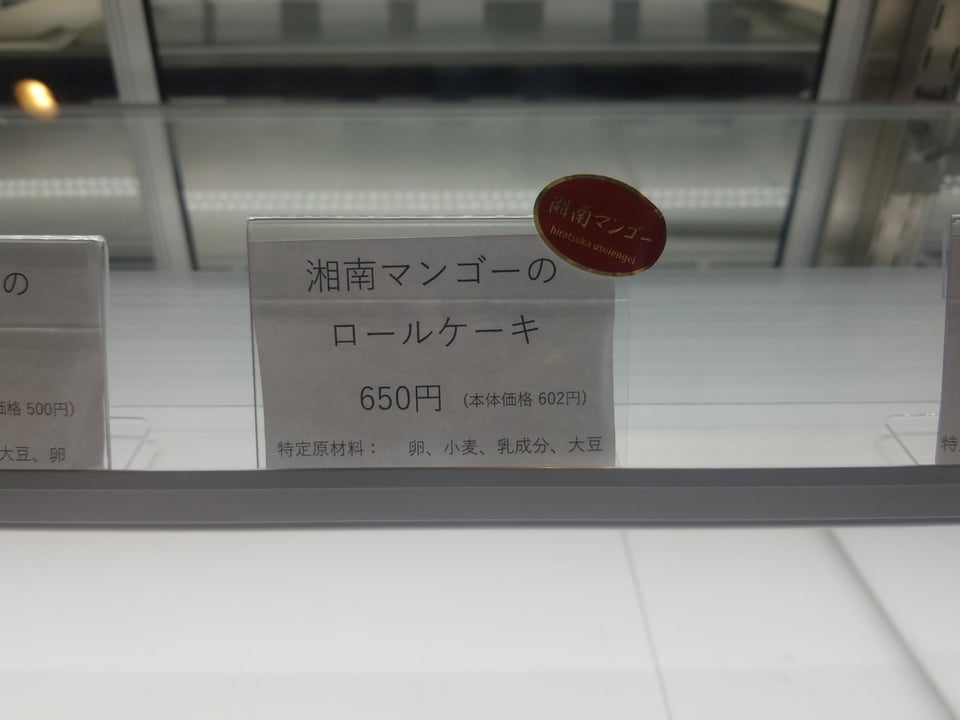 湘南マンゴーの
ロールケーキ
650円 (本体価格 602円)
特定原材料： 卵、小麦、乳成分、大豆
湘南マンゴー
hiratsuka
の
価格 500円)
大豆、卵
特